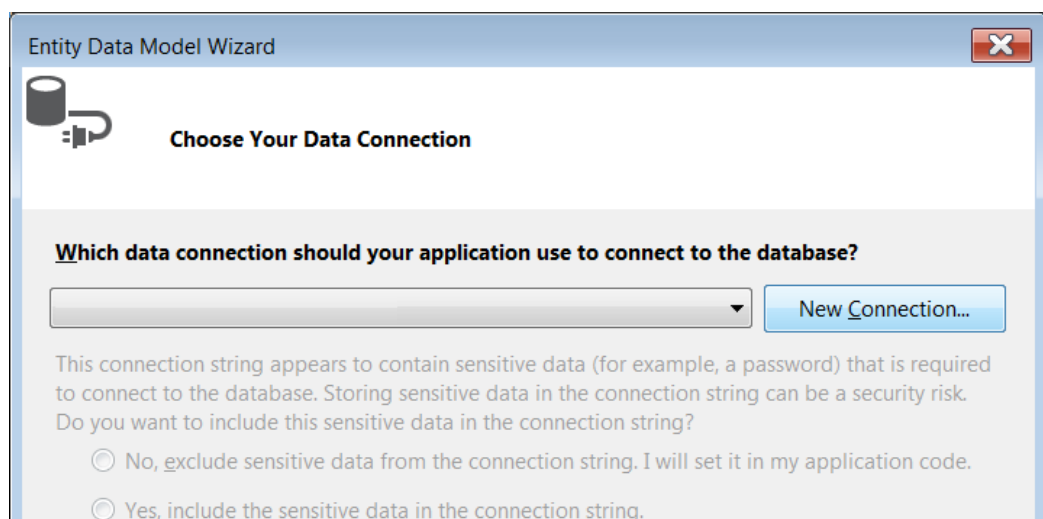 Entity Data Model Wizard
Choose Your Data Connection
Which data connection should your application use to connect to the database?
New Connection...
This connection string appears to contain sensitive data (for example, a password) that is required
to connect to the database. Storing sensitive data in the connection string can be a security risk.
Do you want to include this sensitive data in the connection string?
No, exclude sensitive data from the connection string. I will set it in my application code.
Yes, include the sensitive data in the connection string.